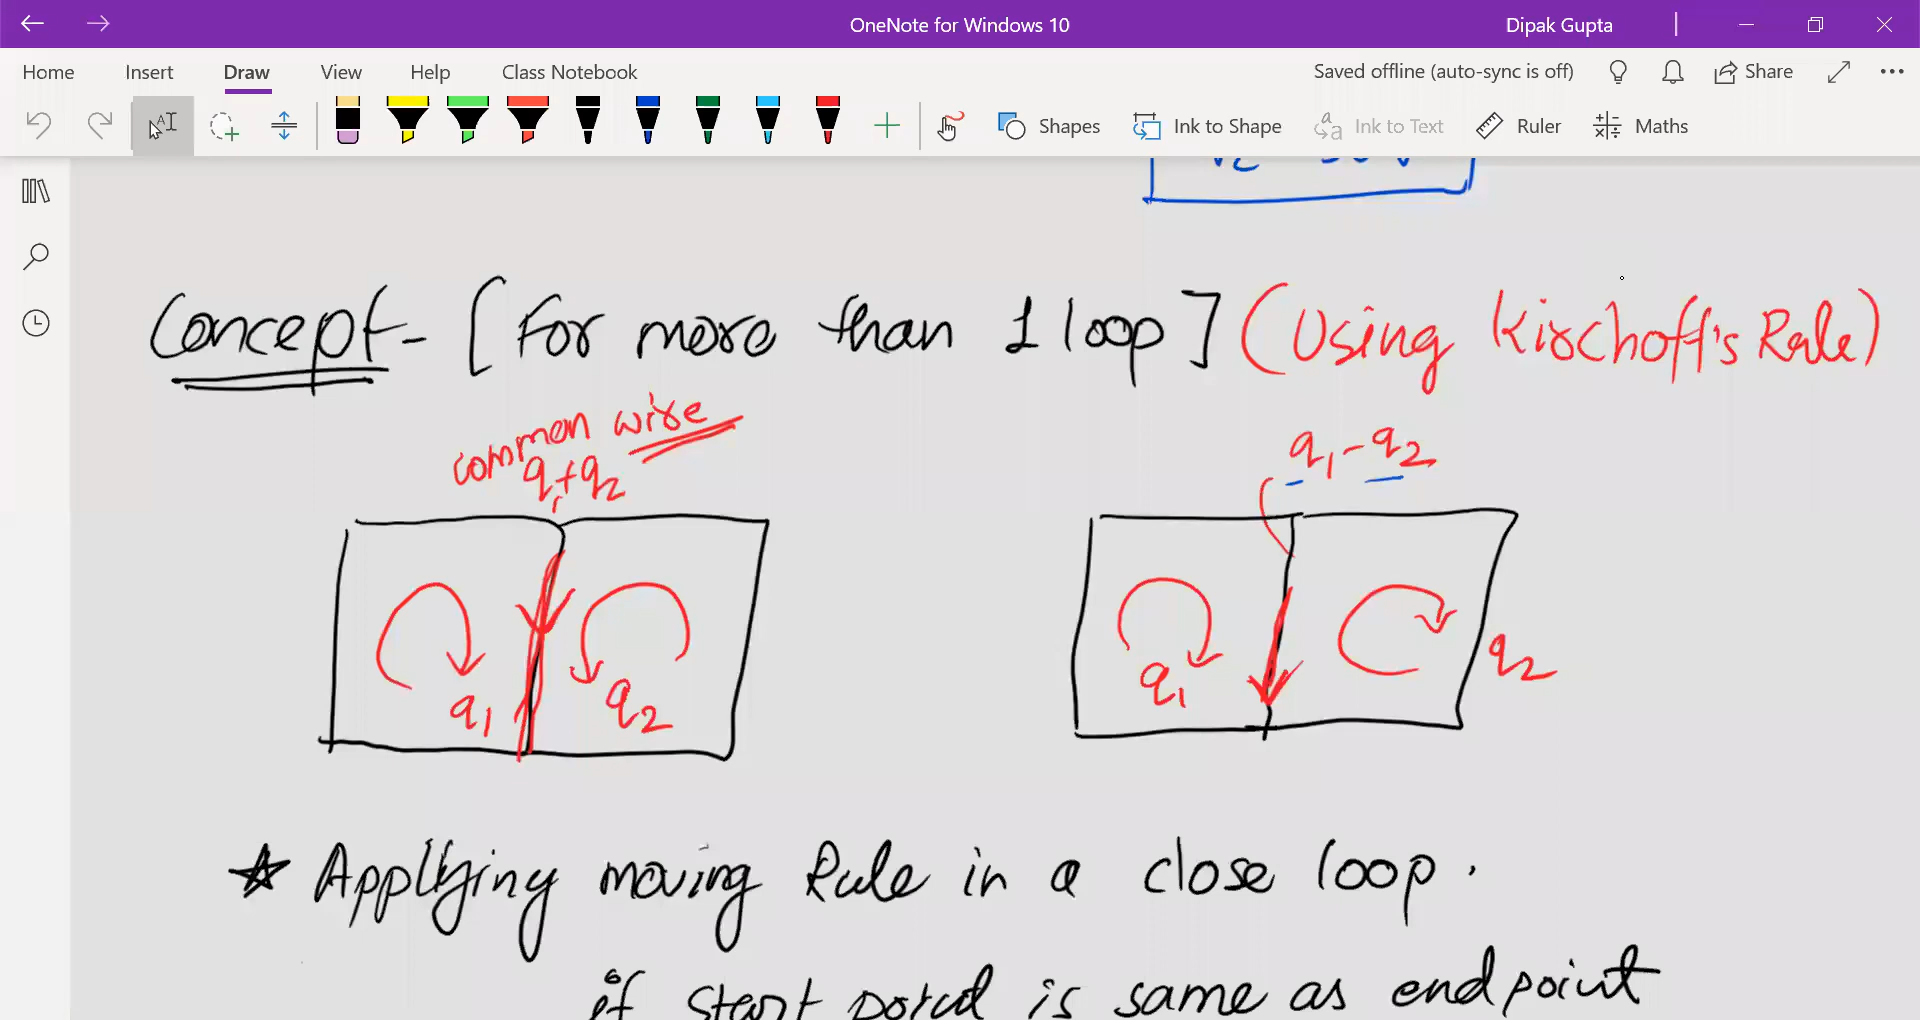 OneNote for Windows 10
Dipak Gupta
Home Insert Draw View Help Class Notebook
Saved offline (auto-sync is off) Share
Shapes Ink to Shape Ink to Text Ruler Maths
Concept - [For more than 1 loop] (Using Kirchoff's Rule)
common wire
q1+q2
q1-q2
q1 q2
q1 q2
★ Applying moving Rule in a close loop.
if start point is same as endpoint